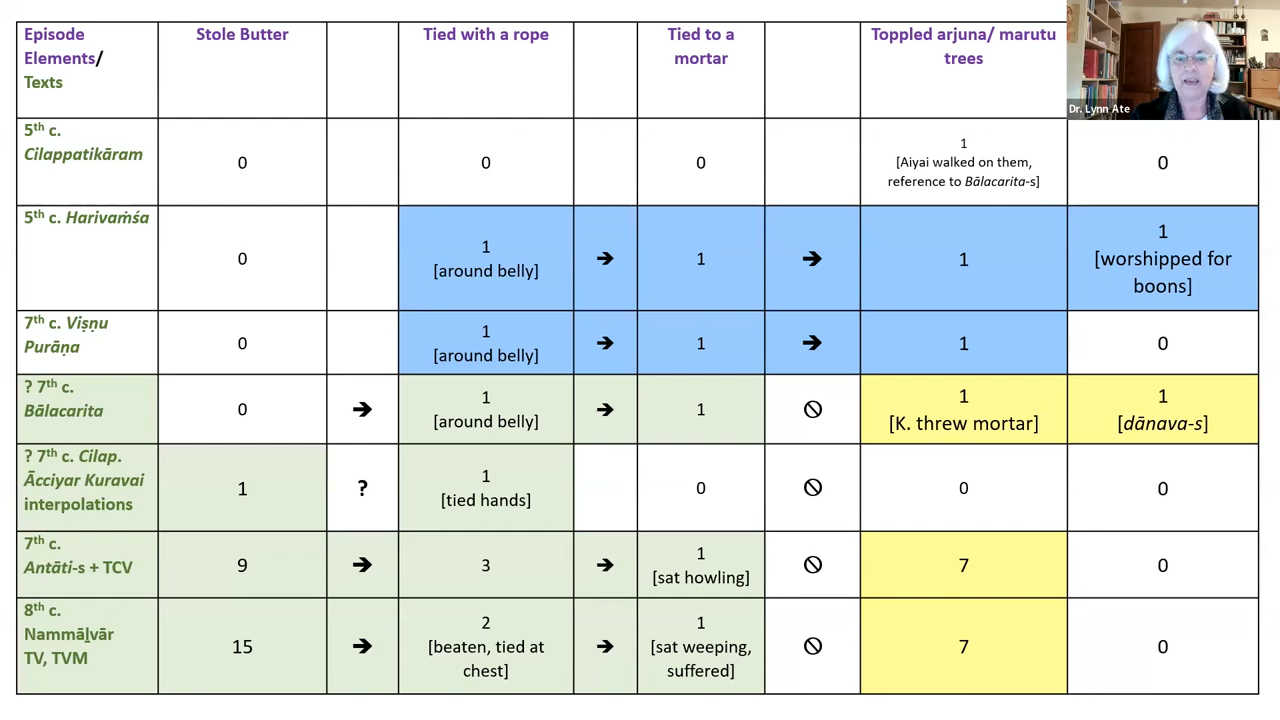 Episode
Elements/
Texts
Stole Butter
Tied with a rope
Tied to a
mortar
Toppled arjuna/ marutu
trees
Dr. Lynn Ate
5th c.
Cilappatikāram
0
0
0
1
[Aiyai walked on them,
reference to Bālacarita-s]
0
5th c. Harivaṁśa
0
1
[around belly]
➔
1
➔
1
1
[worshipped for
boons]
7th c. Viṣṇu
Purāṇa
0
1
[around belly]
➔
1
➔
1
0
? 7th c.
Bālacarita
0
➔
1
[around belly]
➔
1
1
[K. threw mortar]
1
[dānava-s]
? 7th c. Cilap.
Ācciyar Kuravai
interpolations
1
?
1
[tied hands]
0
0
0
7th c.
Antāti-s + TCV
9
➔
3
➔
1
[sat howling]
7
0
8th c.
Nammāḻvār
TV, TVM
15
➔
2
[beaten, tied at
chest]
➔
1
[sat weeping,
suffered]
7
0